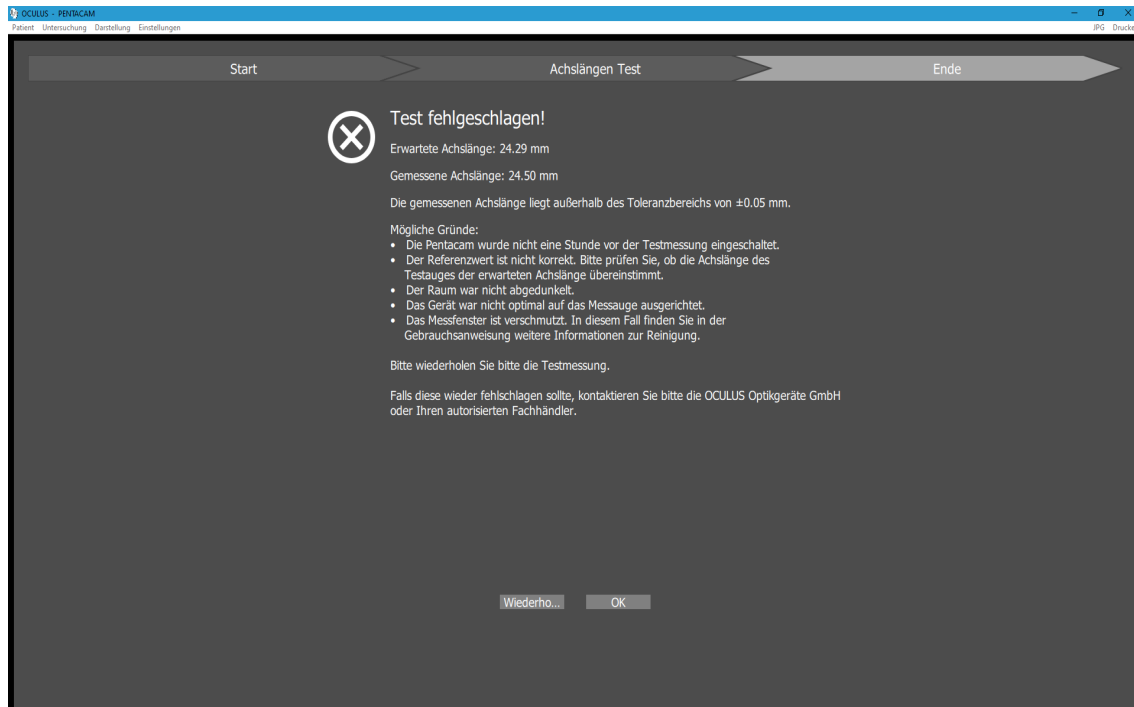 OCULUS - PENTACAM
Patient Untersuchung Darstellung Einstellungen JPG Drucke
Start Achslängen Test Ende
Test fehlgeschlagen!
Erwartete Achslänge: 24.29 mm
Gemessene Achslänge: 24.50 mm
Die gemessenen Achslänge liegt außerhalb des Toleranzbereichs von ±0.05 mm.
Mögliche Gründe:
• Die Pentacam wurde nicht eine Stunde vor der Testmessung eingeschaltet.
• Der Referenzwert ist nicht korrekt. Bitte prüfen Sie, ob die Achslänge des
Testauges der erwarteten Achslänge übereinstimmt.
• Der Raum war nicht abgedunkelt.
• Das Gerät war nicht optimal auf das Messauge ausgerichtet.
• Das Messfenster ist verschmutzt. In diesem Fall finden Sie in der
Gebrauchsanweisung weitere Informationen zur Reinigung.
Bitte wiederholen Sie bitte die Testmessung.
Falls diese wieder fehlschlagen sollte, kontaktieren Sie bitte die OCULUS Optikgeräte GmbH
oder Ihren autorisierten Fachhändler.
Wiederho... OK